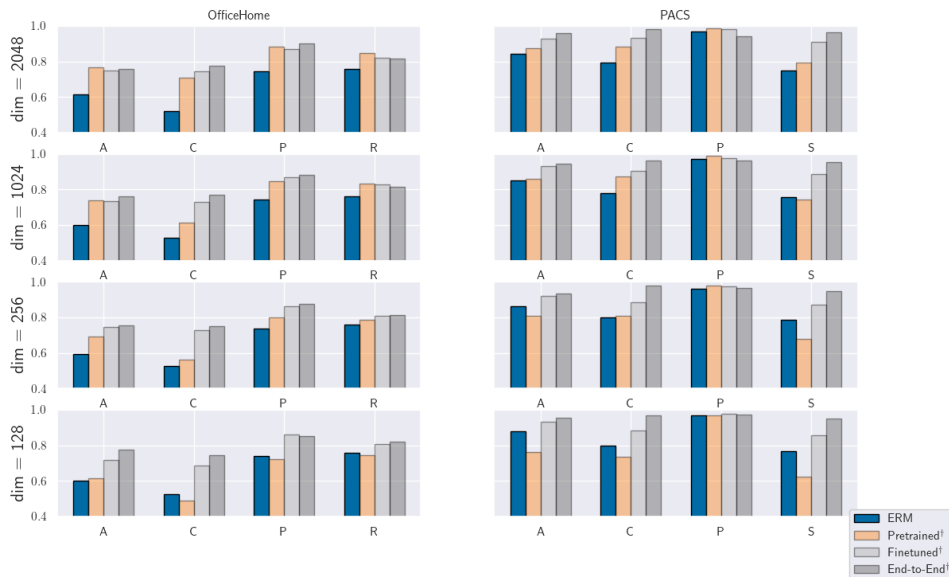 OfficeHome
PACS
dim = 2048
1.0
0.8
0.6
0.4
A C P R
A C P S
dim = 1024
1.0
0.8
0.6
0.4
A C P R
A C P S
dim = 256
1.0
0.8
0.6
0.4
A C P R
A C P S
dim = 128
1.0
0.8
0.6
0.4
A C P R
A C P S
ERM
Pretrained†
Finetuned†
End-to-End†